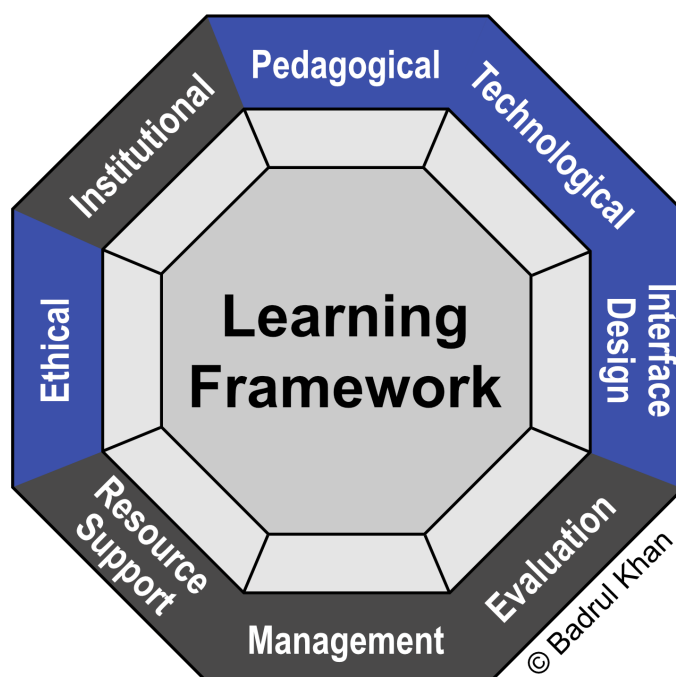 Pedagogical
Technological
Interface
Design
Evaluation
Management
Resource
Support
Ethical
Institutional
Learning
Framework
© Badrul Khan